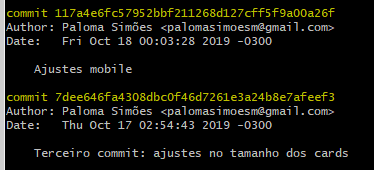 commit 117a4e6fc57952bbf211268d127cff5f9a00a26f
Author: Paloma Simões <palomasimoesm@gmail.com>
Date:   Fri Oct 18 00:03:28 2019 -0300
    Ajustes mobile
commit 7dee646fa4308dbc0f46d7261e3a24b8e7afeef3
Author: Paloma Simões <palomasimoesm@gmail.com>
Date:   Thu Oct 17 02:54:43 2019 -0300
    Terceiro commit: ajustes no tamanho dos cards